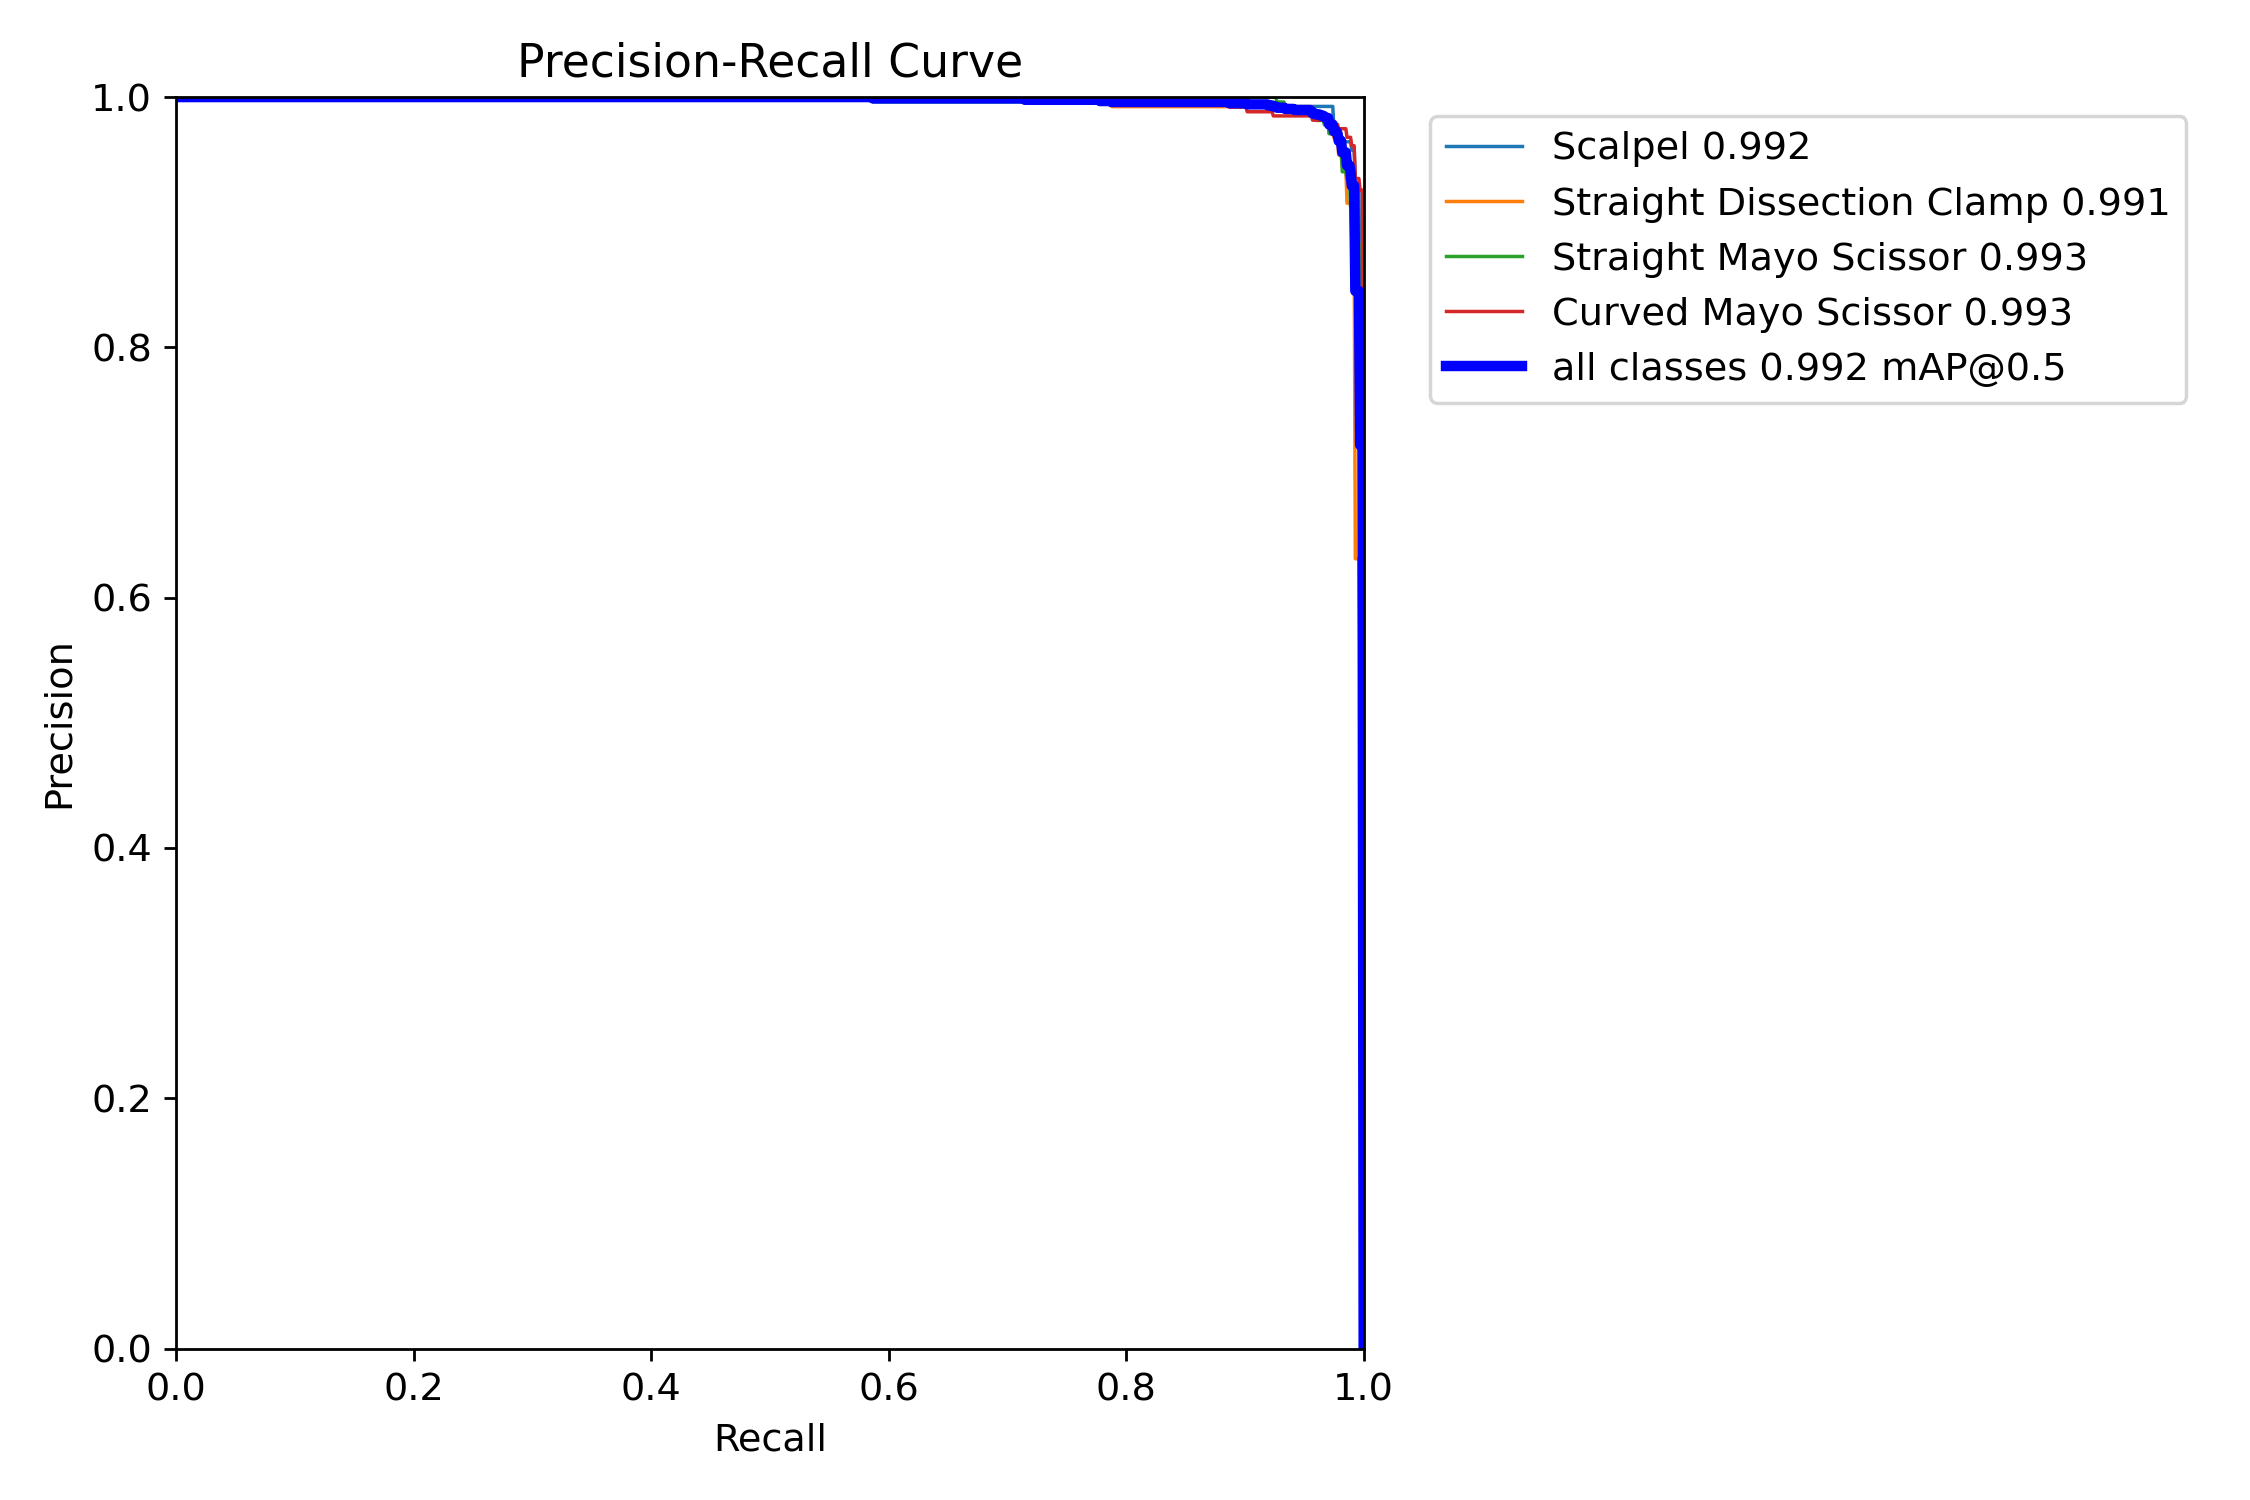 Precision-Recall Curve
1.0
0.8
0.6
0.4
0.2
0.0
Precision
0.0 0.2 0.4 0.6 0.8 1.0
Recall
Scalpel 0.992
Straight Dissection Clamp 0.991
Straight Mayo Scissor 0.993
Curved Mayo Scissor 0.993
all classes 0.992 mAP@0.5